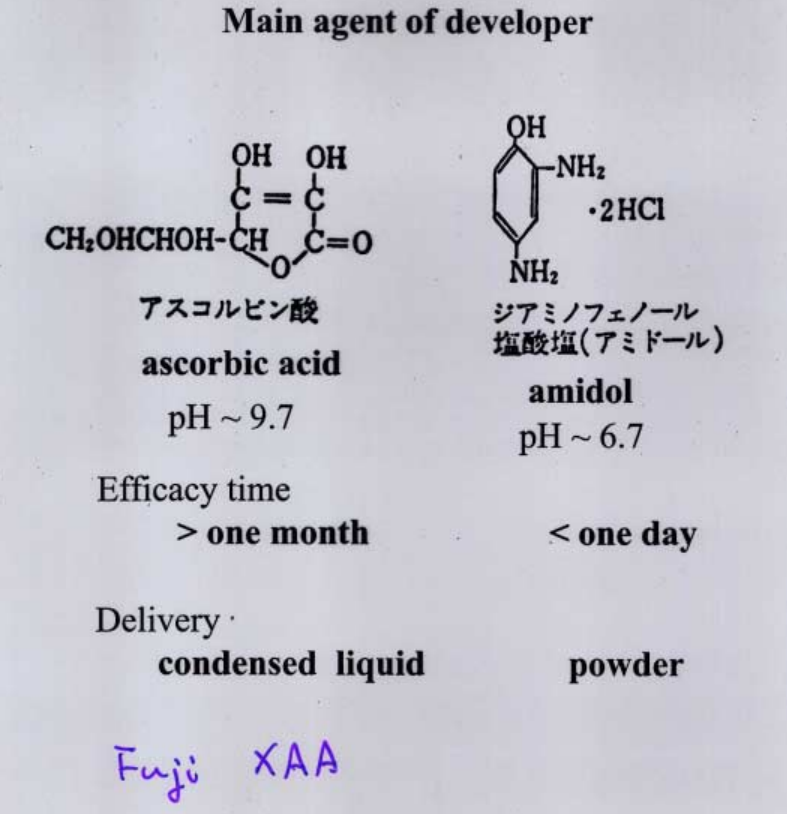 Main agent of developer
OH OH
C = C
CH₂OHCHOH-CH C=O
O
アスコルビン酸
ascorbic acid
pH ~ 9.7
OH
-NH₂
·2HCl
NH₂
ジアミノフェノール
塩酸塩(アミドール)
amidol
pH ~ 6.7
Efficacy time
> one month < one day
Delivery
condensed liquid powder
Fuji XAA